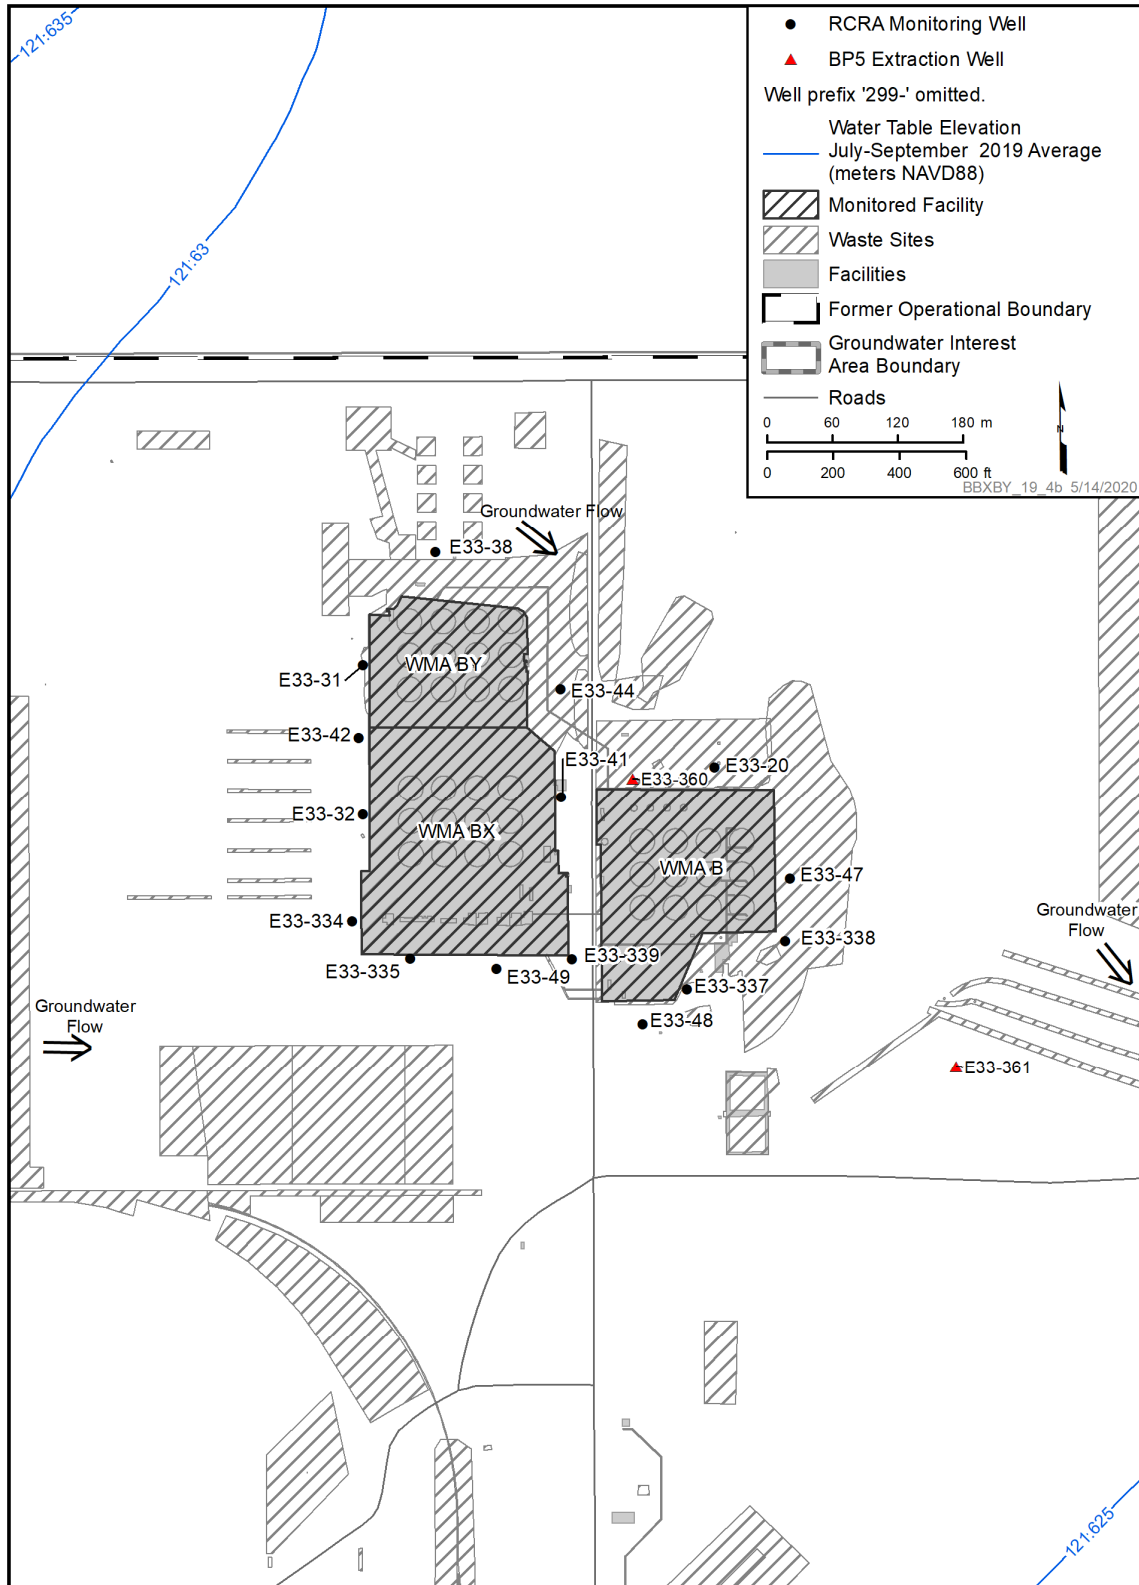 121.635
121.63
RCRA Monitoring Well
BP5 Extraction Well
Well prefix '299-' omitted.
Water Table Elevation
July-September 2019 Average
(meters NAVD88)
Monitored Facility
Waste Sites
Facilities
Former Operational Boundary
Groundwater Interest
Area Boundary
Roads
0 60 120 180 m
0 200 400 600 ft
N
BBXBY_19_4b 5/14/2020
Groundwater Flow
E33-38
WMA BY
E33-31
E33-44
E33-42
E33-41
E33-20
E33-360
E33-32
WMA BX
WMA B
E33-47
E33-334
E33-338
Groundwater
Flow
E33-335
E33-49
E33-339
E33-337
E33-48
Groundwater
Flow
E33-361
121.625